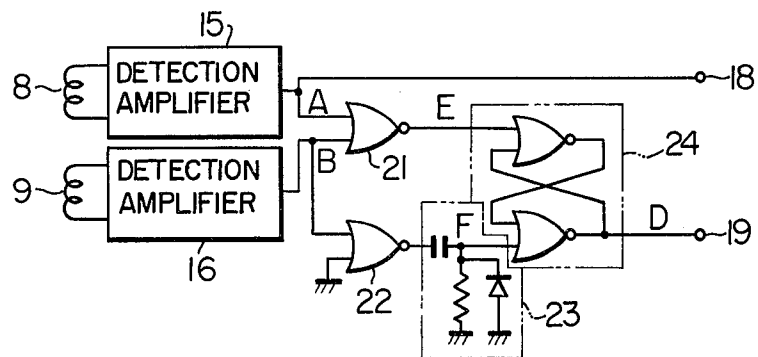 15
8
DETECTION
AMPLIFIER
A
18
E
21
24
B
9
DETECTION
AMPLIFIER
16
22
F
D
19
23